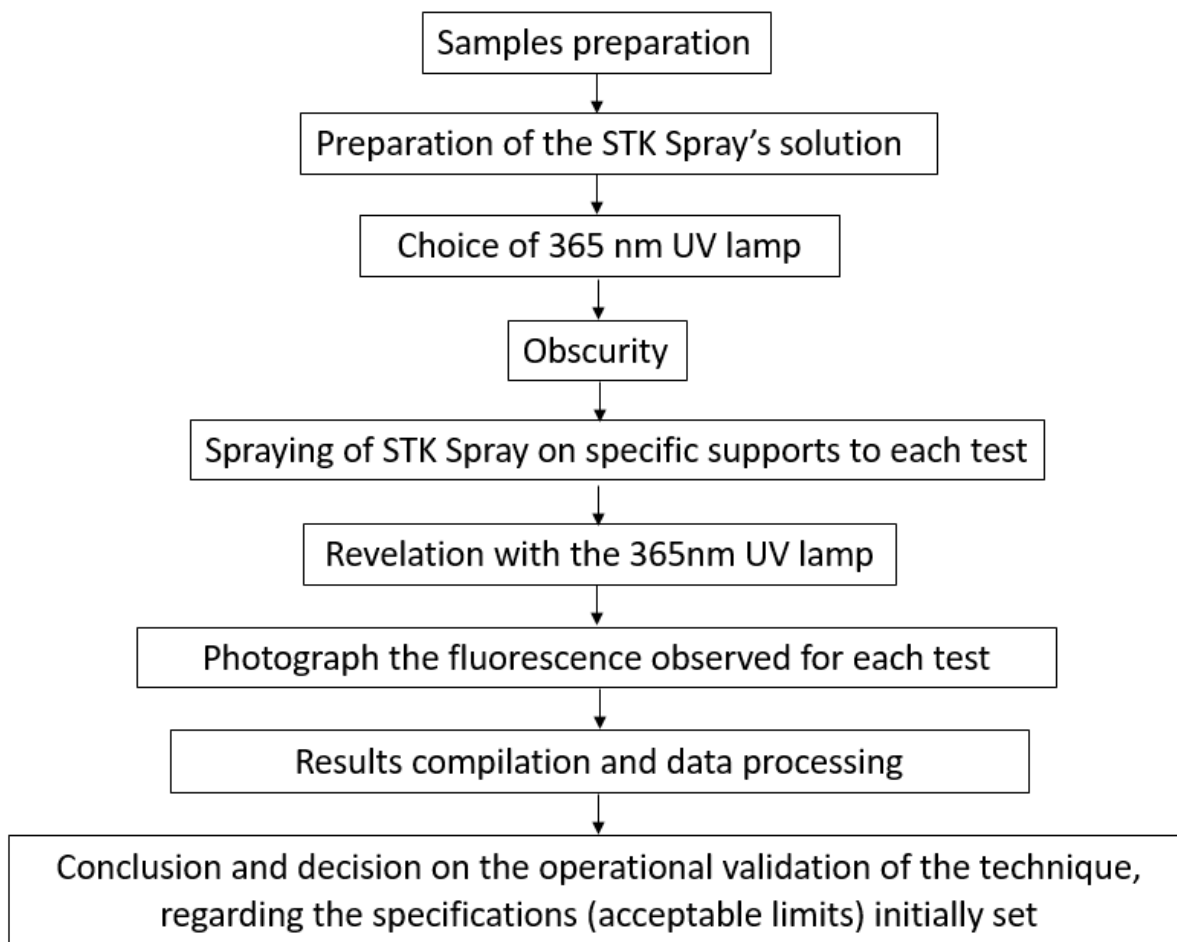 Samples preparation
Preparation of the STK Spray’s solution
Choice of 365 nm UV lamp
Obscurity
Spraying of STK Spray on specific supports to each test
Revelation with the 365nm UV lamp
Photograph the fluorescence observed for each test
Results compilation and data processing
Conclusion and decision on the operational validation of the technique,
regarding the specifications (acceptable limits) initially set